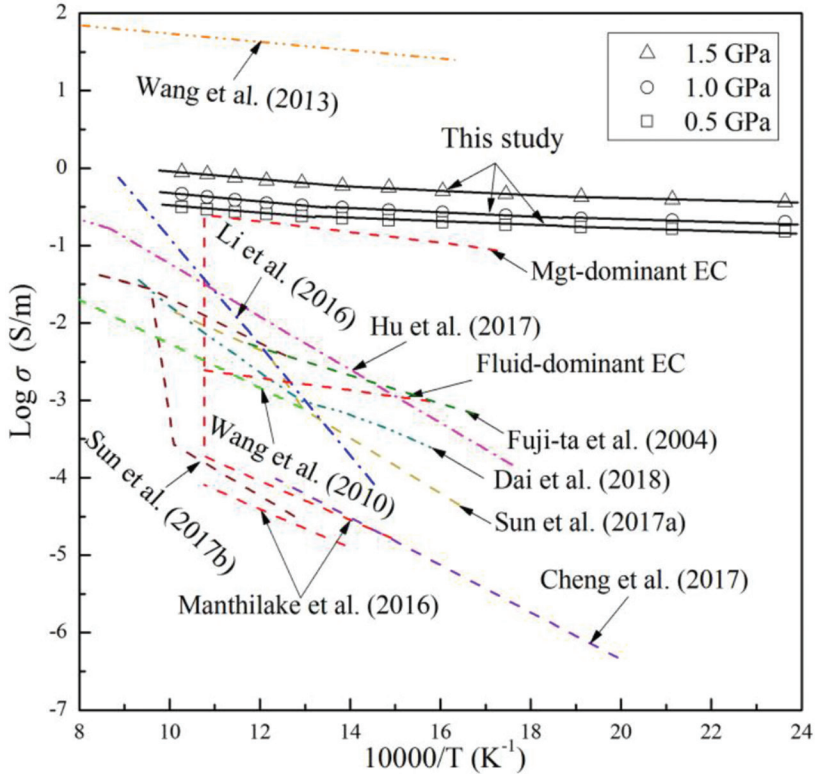 2
1
0
-1
-2
-3
-4
-5
-6
-7
Log σ (S/m)
1.5 GPa
1.0 GPa
0.5 GPa
Wang et al. (2013)
This study
Mgt-dominant EC
Li et al. (2016)
Hu et al. (2017)
Fluid-dominant EC
Fuji-ta et al. (2004)
Dai et al. (2018)
Wang et al. (2010)
Sun et al. (2017b)
Sun et al. (2017a)
Cheng et al. (2017)
Manthilake et al. (2016)
8 10 12 14 16 18 20 22 24
10000/T (K⁻¹)